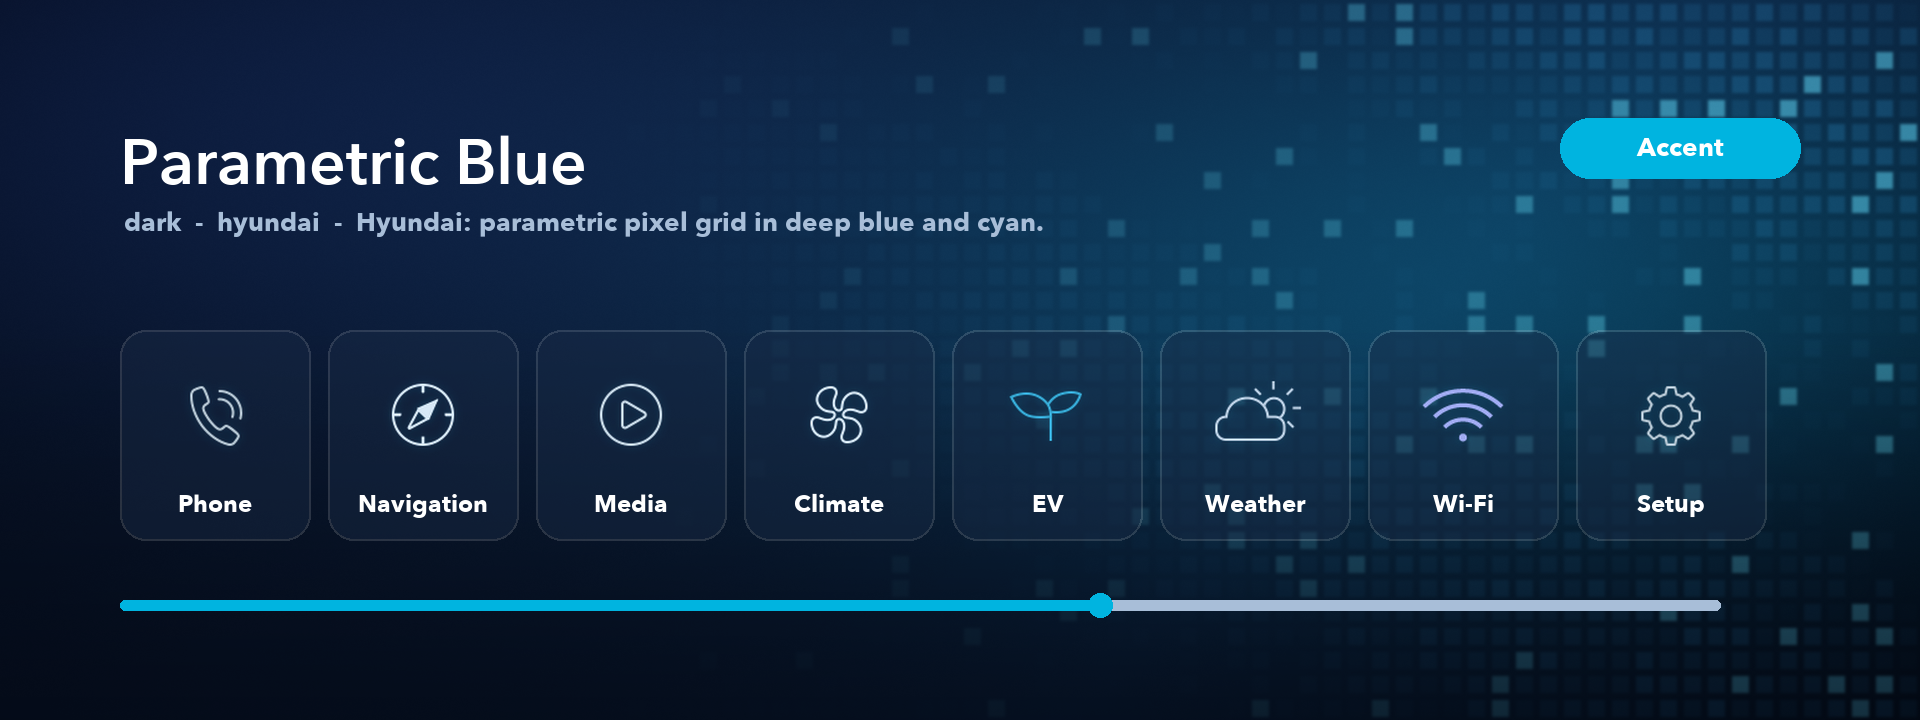 Parametric Blue
Accent
dark - hyundai - Hyundai: parametric pixel grid in deep blue and cyan.
Phone
Navigation
Media
Climate
EV
Weather
Wi-Fi
Setup